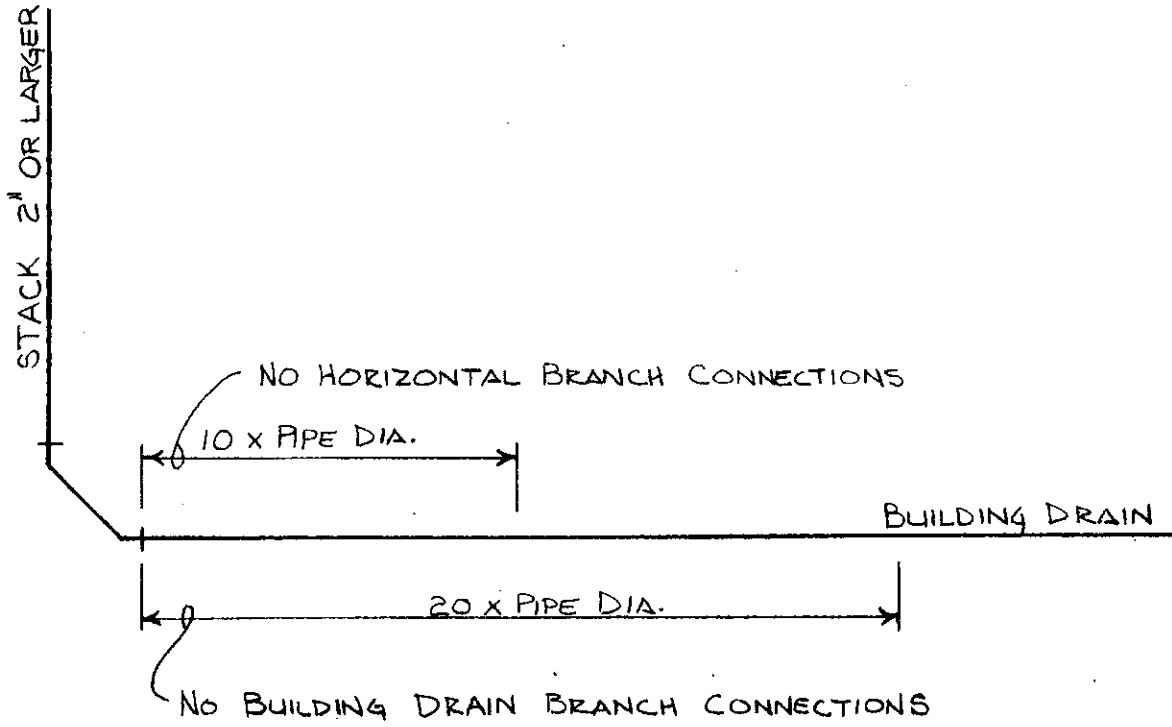 STACK 2" OR LARGER
NO HORIZONTAL BRANCH CONNECTIONS
10 X PIPE DIA.
BUILDING DRAIN
20 X PIPE DIA.
NO BUILDING DRAIN BRANCH CONNECTIONS